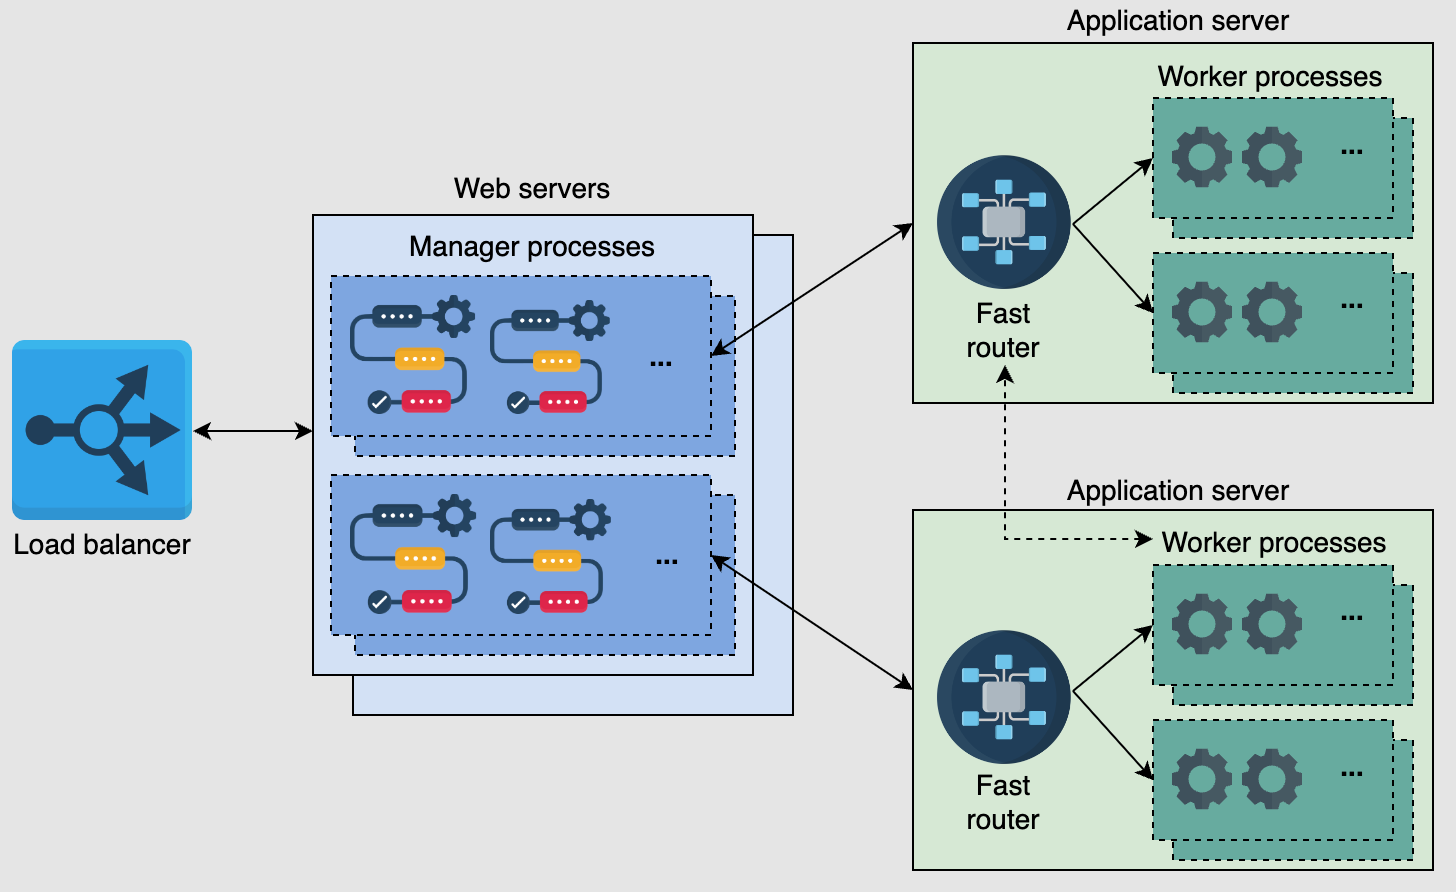 Application server
Worker processes
...
Fast
router
...
Web servers
Manager processes
...
...
Load balancer
Application server
Worker processes
...
Fast
router
...